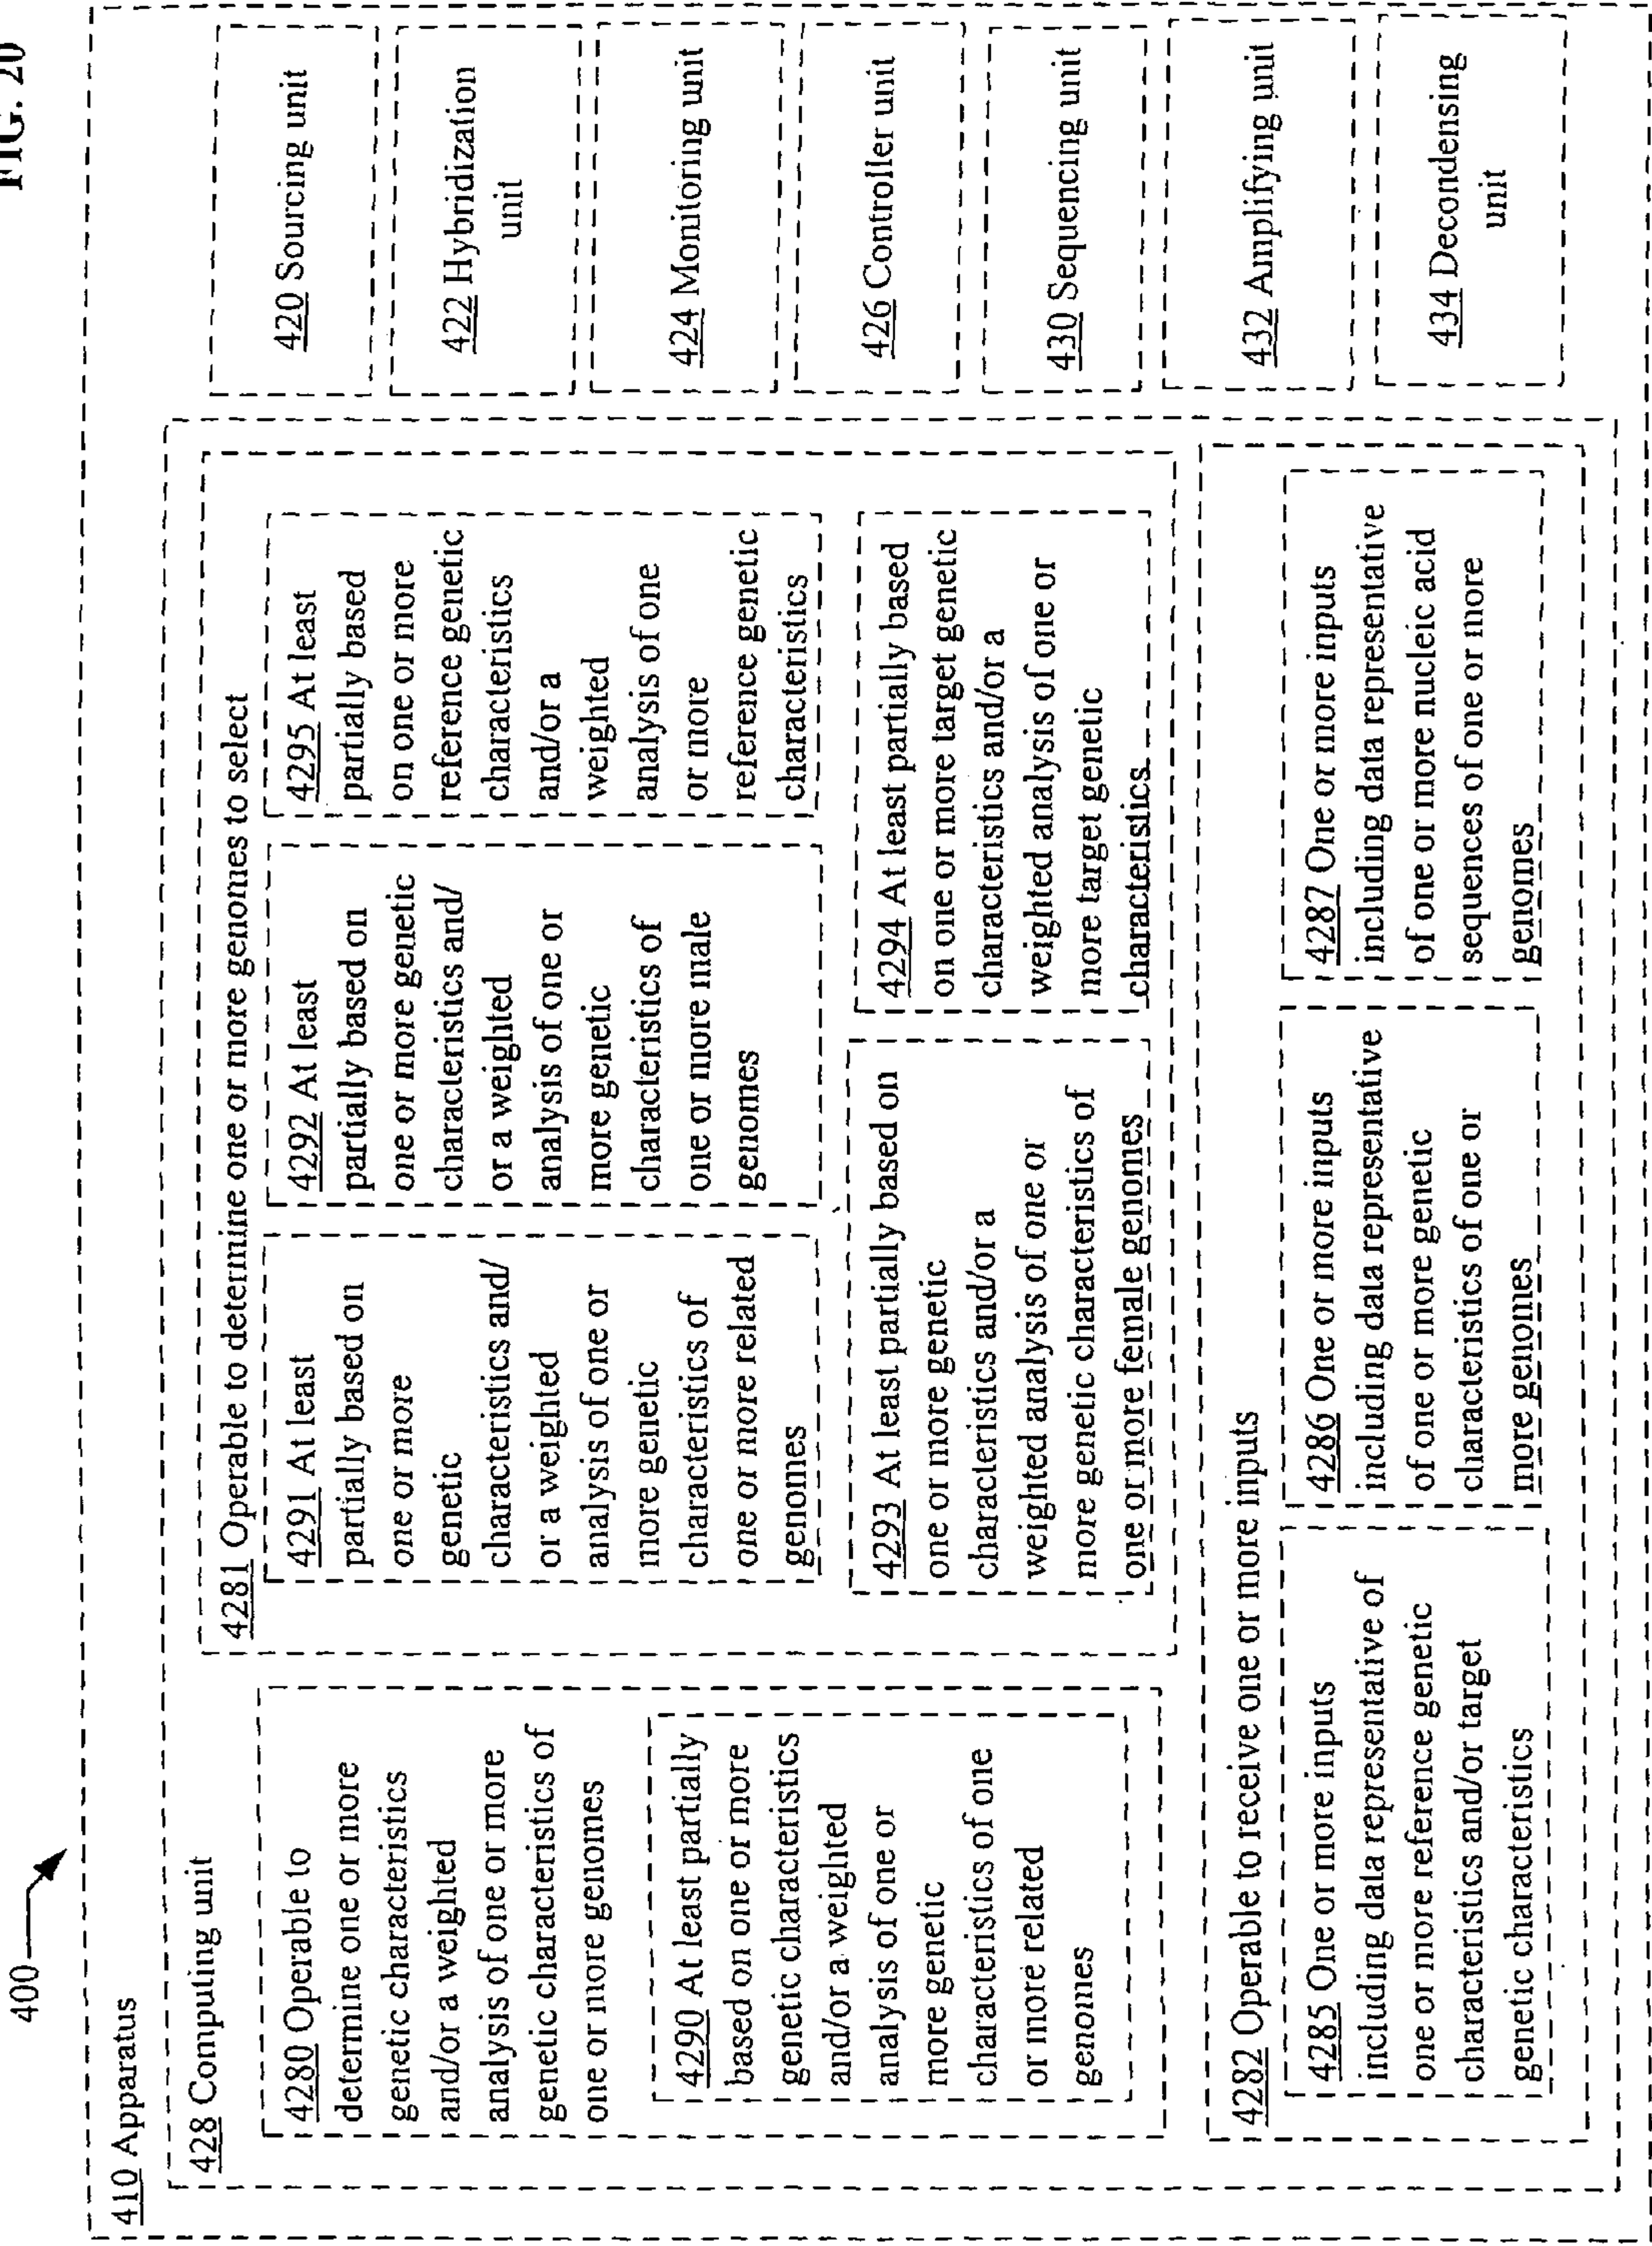 FIG. 20
400
410 Apparatus
428 Computing unit
4280 Operable to
determine one or more
genetic characteristics
and/or a weighted
analysis of one or more
genetic characteristics of
one or more genomes
4290 At least partially
based on one or more
genetic characteristics
and/or a weighted
analysis of one or
more genetic
characteristics of one
or more related
genomes
4281 Operable to determine one or more genomes to select
4291 At least
partially based on
one or more
genetic
characteristics and/
or a weighted
analysis of one or
more genetic
characteristics of
one or more related
genomes
4292 At least
partially based on
one or more genetic
characteristics and/
or a weighted
analysis of one or
more genetic
characteristics of
one or more male
genomes
4295 At least
partially based
on one or more
reference genetic
characteristics
and/or a
weighted
analysis of one
or more
reference genetic
characteristics
4293 At least partially based on
one or more genetic
characteristics and/or a
weighted analysis of one or
more genetic characteristics of
one or more female genomes
4294 At least partially based
on one or more target genetic
characteristics and/or a
weighted analysis of one or
more target genetic
characteristics
4282 Operable to receive one or more inputs
4285 One or more inputs
including data representative of
one or more reference genetic
characteristics and/or target
genetic characteristics
4286 One or more inputs
including data representative
of one or more genetic
characteristics of one or
more genomes
4287 One or more inputs
including data representative
of one or more nucleic acid
sequences of one or more
genomes
420 Sourcing unit
422 Hybridization
unit
424 Monitoring unit
426 Controller unit
430 Sequencing unit
432 Amplifying unit
434 Decondensing
unit